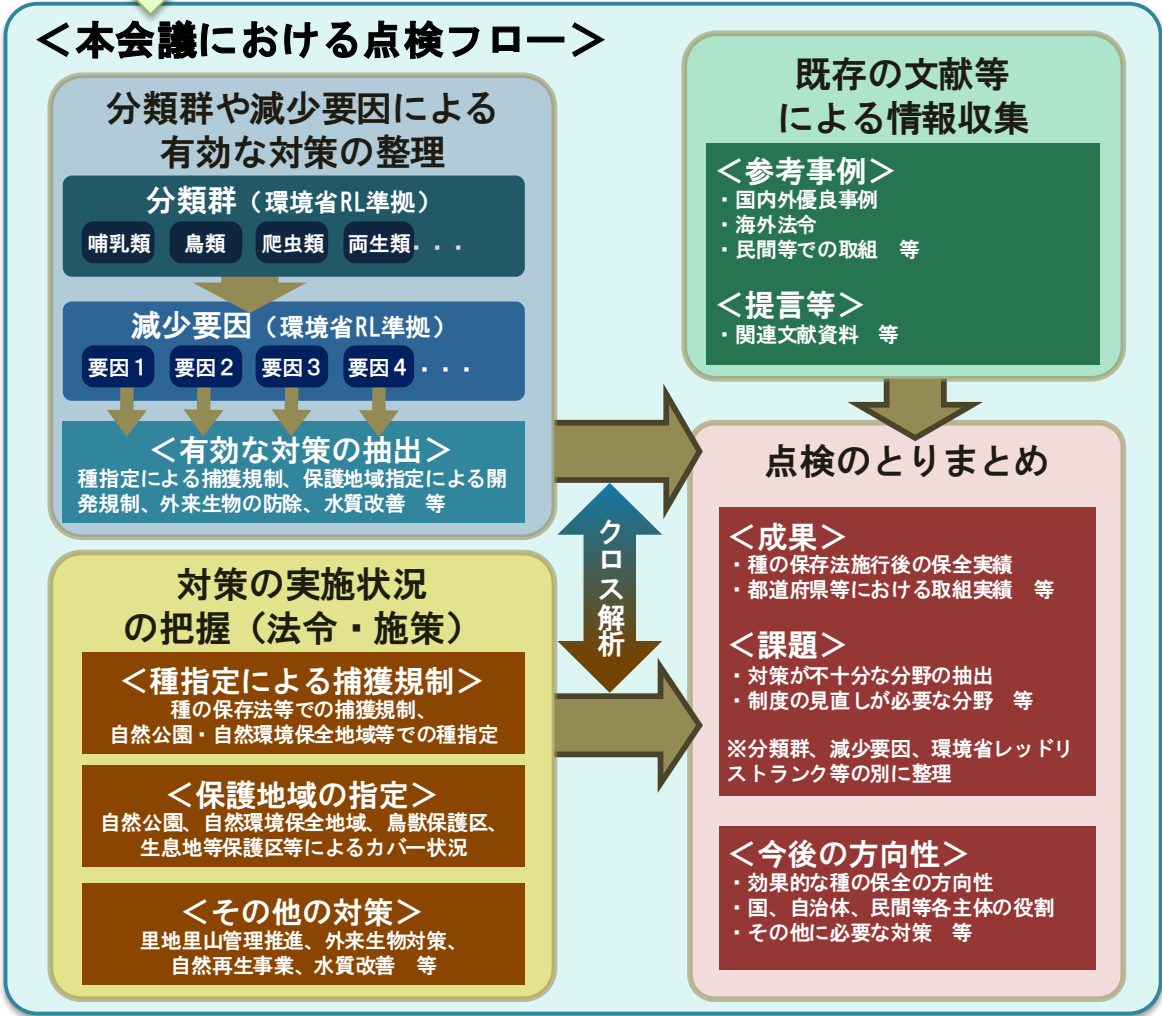 ＜本会議における点検フロー＞
分類群や減少要因による
有効な対策の整理
分類群（環境省RL準拠）
哺乳類 鳥類 爬虫類 両生類・・・
減少要因（環境省RL準拠）
要因1 要因2 要因3 要因4・・・
＜有効な対策の抽出＞
種指定による捕獲規制、保護地域指定による開
発規制、外来生物の防除、水質改善　等
対策の実施状況
の把握（法令・施策）
＜種指定による捕獲規制＞
種の保存法等での捕獲規制、
自然公園・自然環境保全地域等での種指定
＜保護地域の指定＞
自然公園、自然環境保全地域、鳥獣保護区、
生息地等保護区等によるカバー状況
＜その他の対策＞
里地里山管理推進、外来生物対策、
自然再生事業、水質改善　等
クロス解析
既存の文献等
による情報収集
＜参考事例＞
・国内外優良事例
・海外法令
・民間等での取組　等
＜提言等＞
・関連文献資料　等
点検のとりまとめ
＜成果＞
・種の保存法施行後の保全実績
・都道府県等における取組実績　等
＜課題＞
・対策が不十分な分野の抽出
・制度の見直しが必要な分野　等
※分類群、減少要因、環境省レッドリ
ストランク等の別に整理
＜今後の方向性＞
・効果的な種の保全の方向性
・国、自治体、民間等各主体の役割
・その他に必要な対策　等